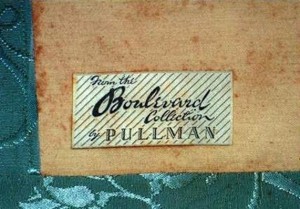 From the
Boulevard
Collection
by PULLMAN